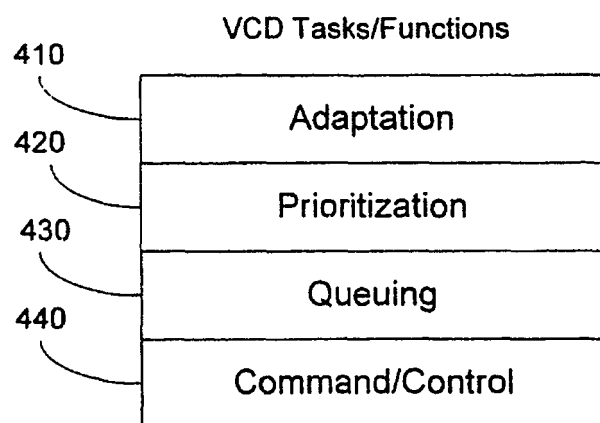 VCD Tasks/Functions
410
Adaptation
420
Prioritization
430
Queuing
440
Command/Control